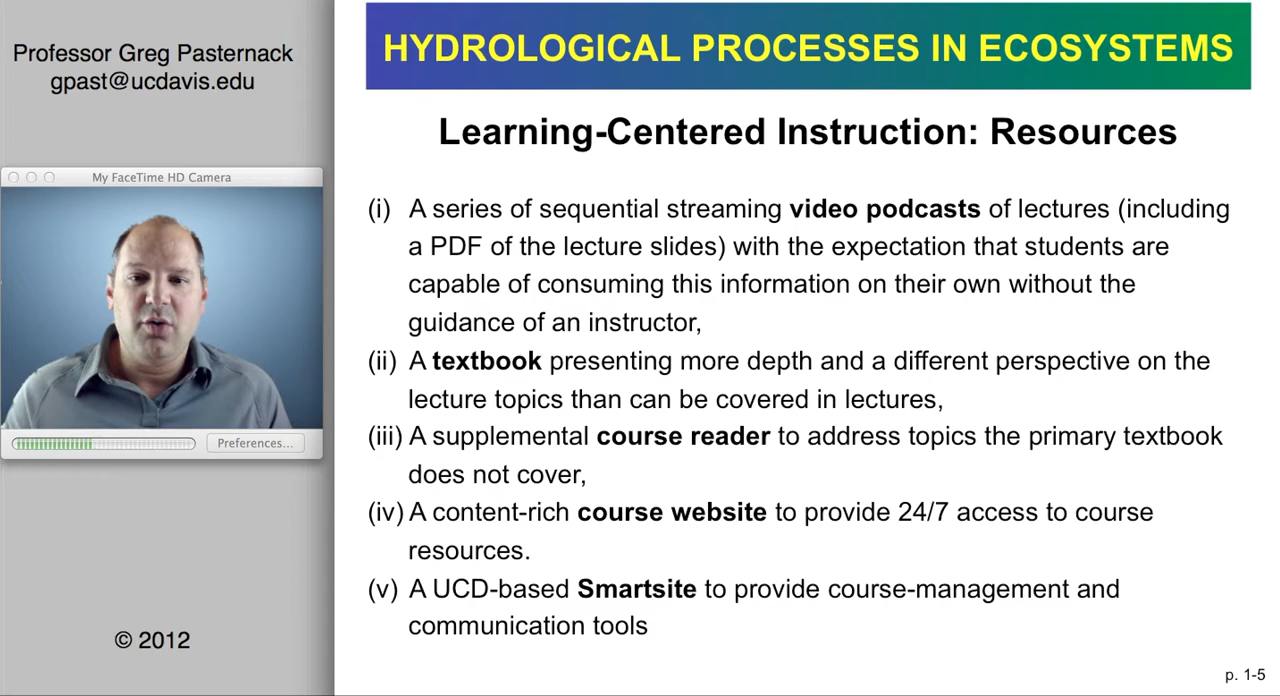 Professor Greg Pasternack
gpast@ucdavis.edu
My FaceTime HD Camera
Preferences...
© 2012
HYDROLOGICAL PROCESSES IN ECOSYSTEMS
Learning-Centered Instruction: Resources
(i) A series of sequential streaming video podcasts of lectures (including
a PDF of the lecture slides) with the expectation that students are
capable of consuming this information on their own without the
guidance of an instructor,
(ii) A textbook presenting more depth and a different perspective on the
lecture topics than can be covered in lectures,
(iii) A supplemental course reader to address topics the primary textbook
does not cover,
(iv) A content-rich course website to provide 24/7 access to course
resources.
(v) A UCD-based Smartsite to provide course-management and
communication tools
p. 1-5